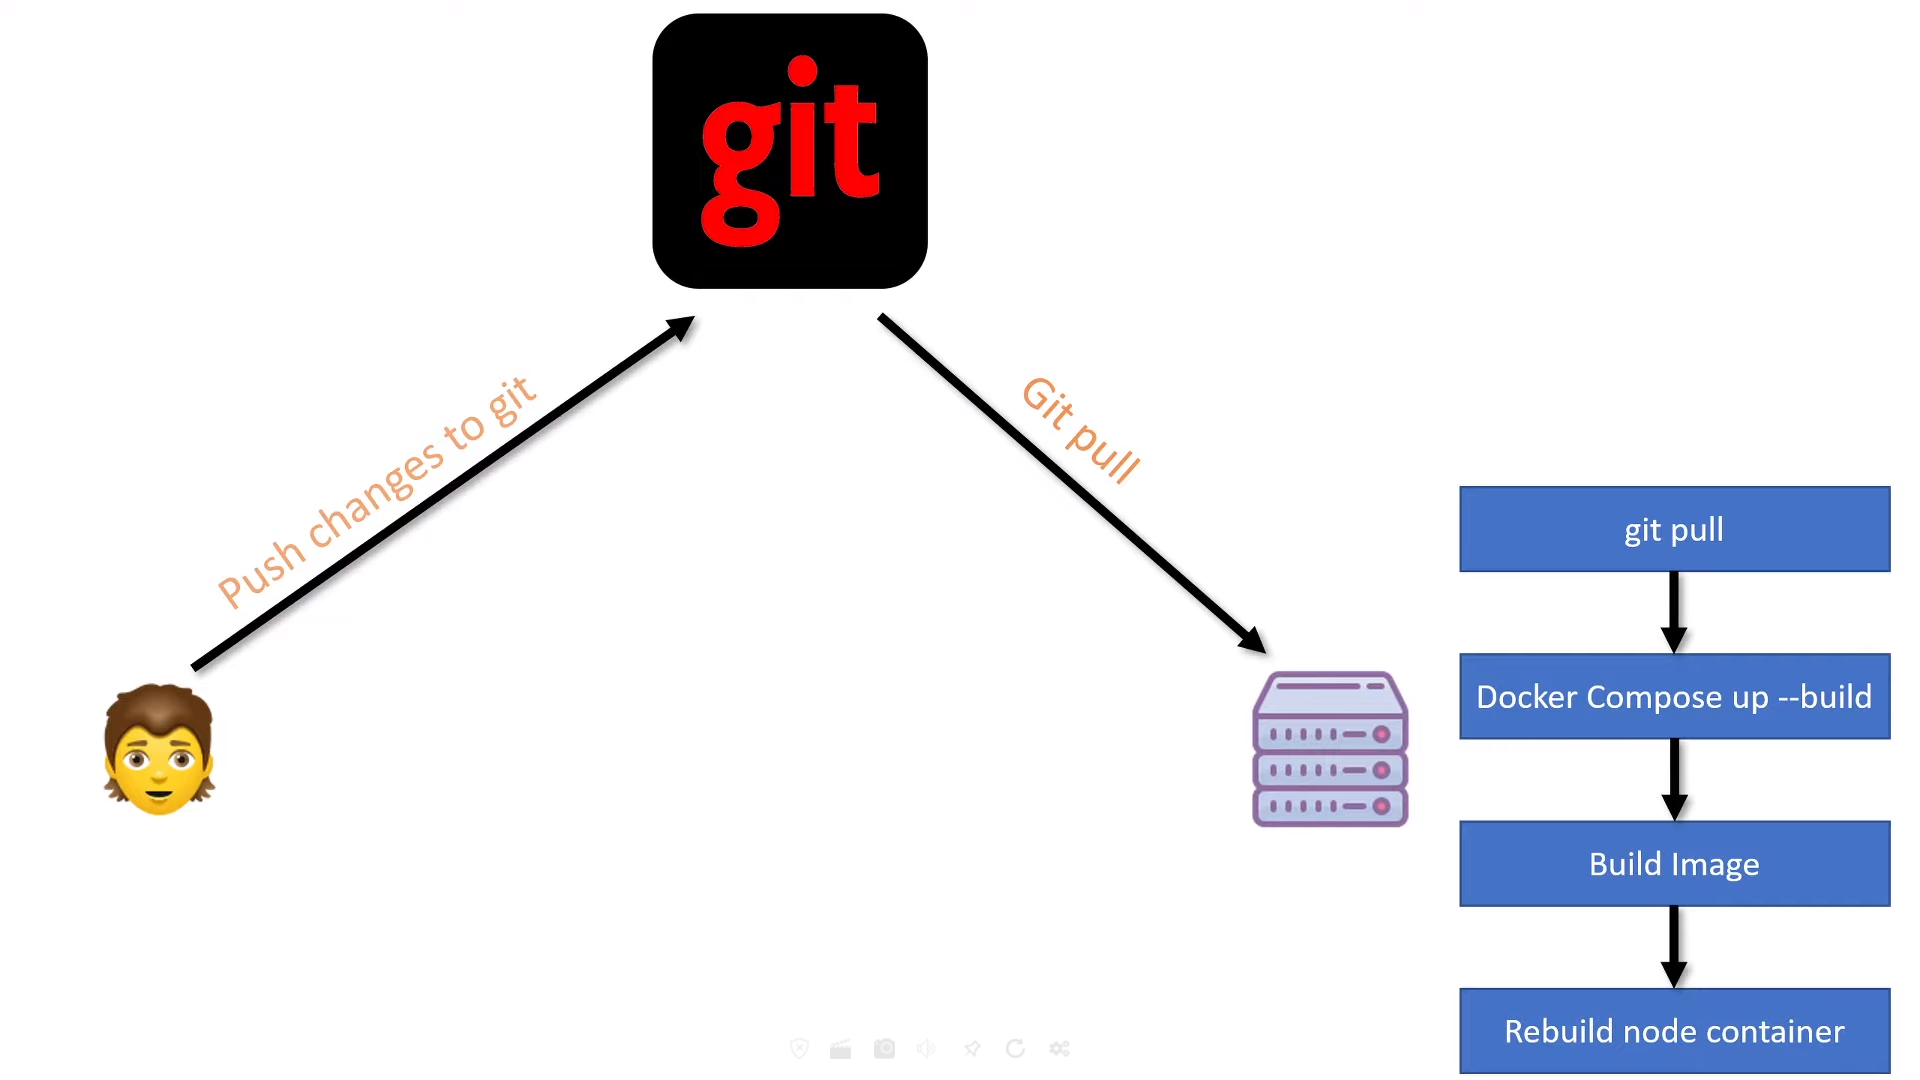 git
Push changes to git
Git pull
git pull
Docker Compose up --build
Build Image
Rebuild node container